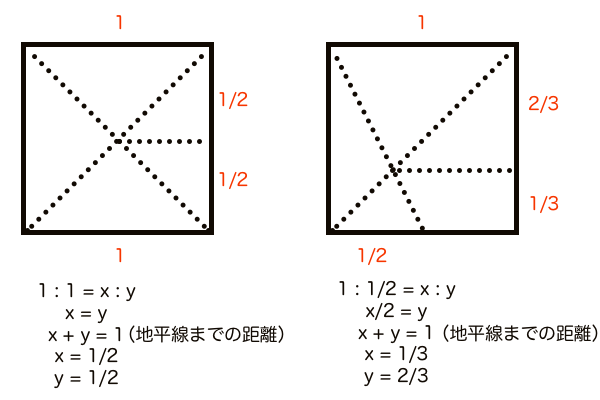 1
1/2
1/2
1
1 : 1 = x : y
x = y
x + y = 1（地平線までの距離）
x = 1/2
y = 1/2
1
2/3
1/3
1/2
1 : 1/2 = x : y
x/2 = y
x + y = 1（地平線までの距離）
x = 1/3
y = 2/3